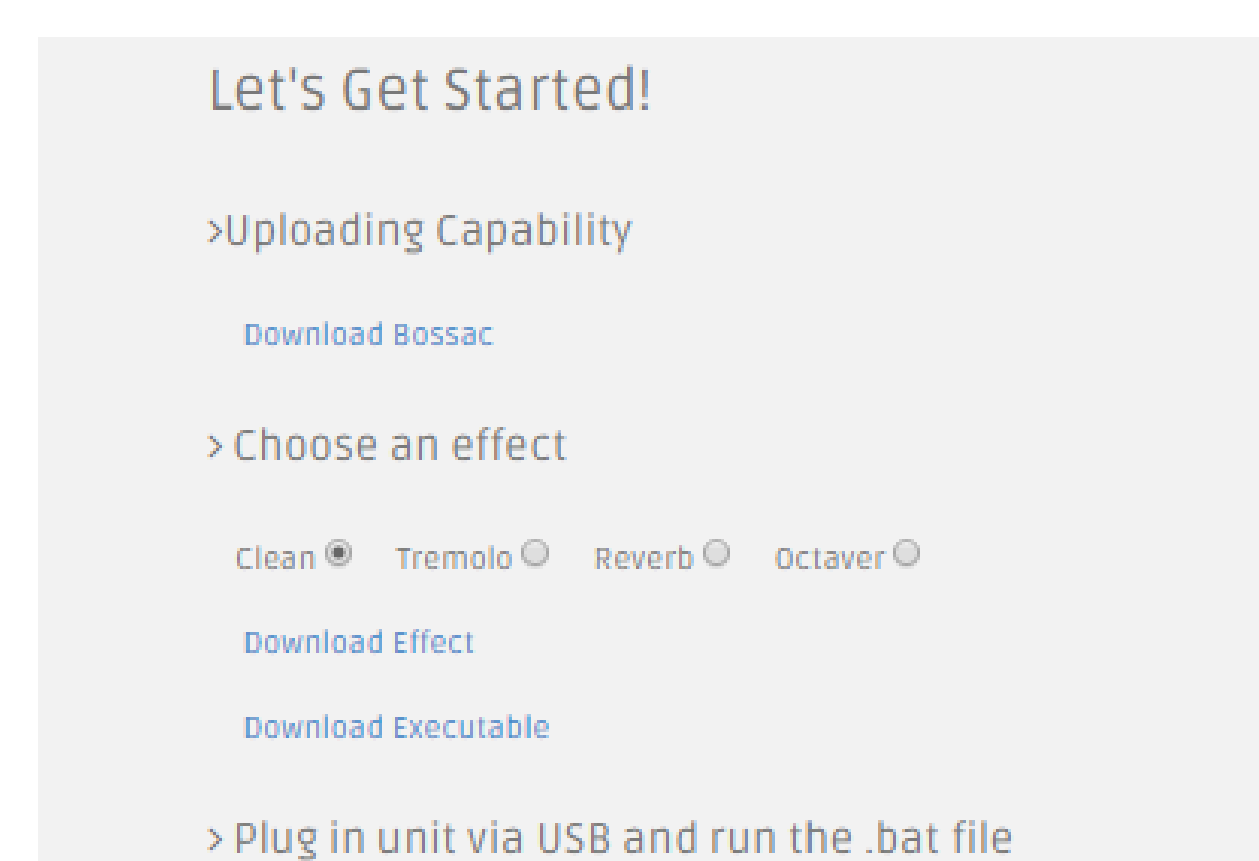 Let's Get Started!
>Uploading Capability
Download Bossac
> Choose an effect
Clean Tremolo Reverb Octaver
Download Effect
Download Executable
> Plug in unit via USB and run the .bat file